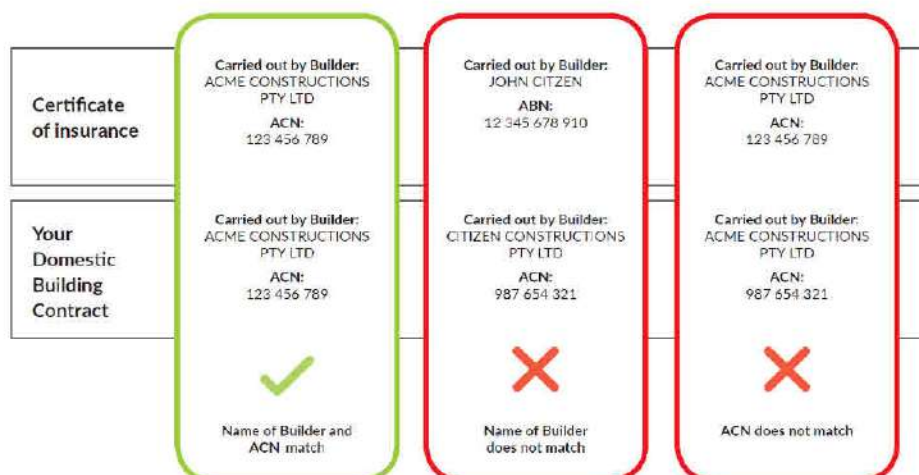 Certificate
of insurance
Carried out by Builder:
ACME CONSTRUCTIONS
PTY LTD
ACN:
123 456 789
Carried out by Builder:
JOHN CITZEN
ABN:
12 345 678 910
Carried out by Builder:
ACME CONSTRUCTIONS
PTY LTD
ACN:
123 456 789
Your
Domestic
Building
Contract
Carried out by Builder:
ACME CONSTRUCTIONS
PTY LTD
ACN:
123 456 789
Carried out by Builder:
CITIZEN CONSTRUCTIONS
PTY LTD
ACN:
987 654 321
Carried out by Builder:
ACME CONSTRUCTIONS
PTY LTD
ACN:
987 654 321
Name of Builder and
ACN match
Name of Builder
does not match
ACN does not match